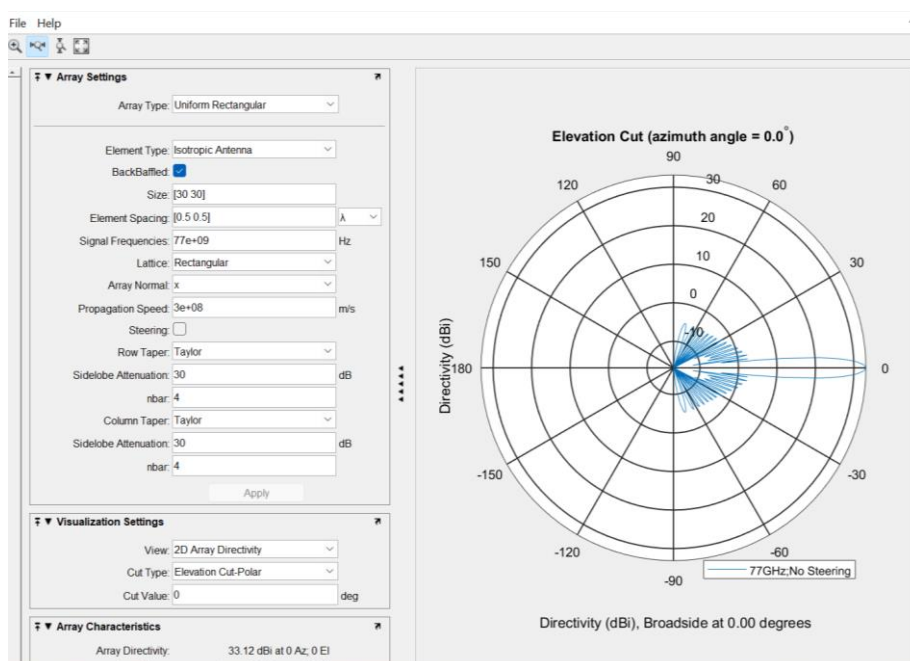 File Help
Array Settings
Array Type: Uniform Rectangular
Element Type: Isotropic Antenna
BackBaffled:
Size: [30 30]
Element Spacing: [0.5 0.5] λ
Signal Frequencies: 77e+09 Hz
Lattice: Rectangular
Array Normal: x
Propagation Speed: 3e+08 m/s
Steering:
Row Taper: Taylor
Sidelobe Attenuation: 30 dB
nbar: 4
Column Taper: Taylor
Sidelobe Attenuation: 30 dB
nbar: 4
Apply
Visualization Settings
View: 2D Array Directivity
Cut Type: Elevation Cut-Polar
Cut Value: 0 deg
Array Characteristics
Array Directivity: 33.12 dBi at 0 Az; 0 El
Elevation Cut (azimuth angle = 0.0°)
90
120 30 60
20
150 10 30
0
-10
Directivity (dBi)
180 0
-150 -30
-120 -60
77GHz;No Steering
-90
Directivity (dBi), Broadside at 0.00 degrees